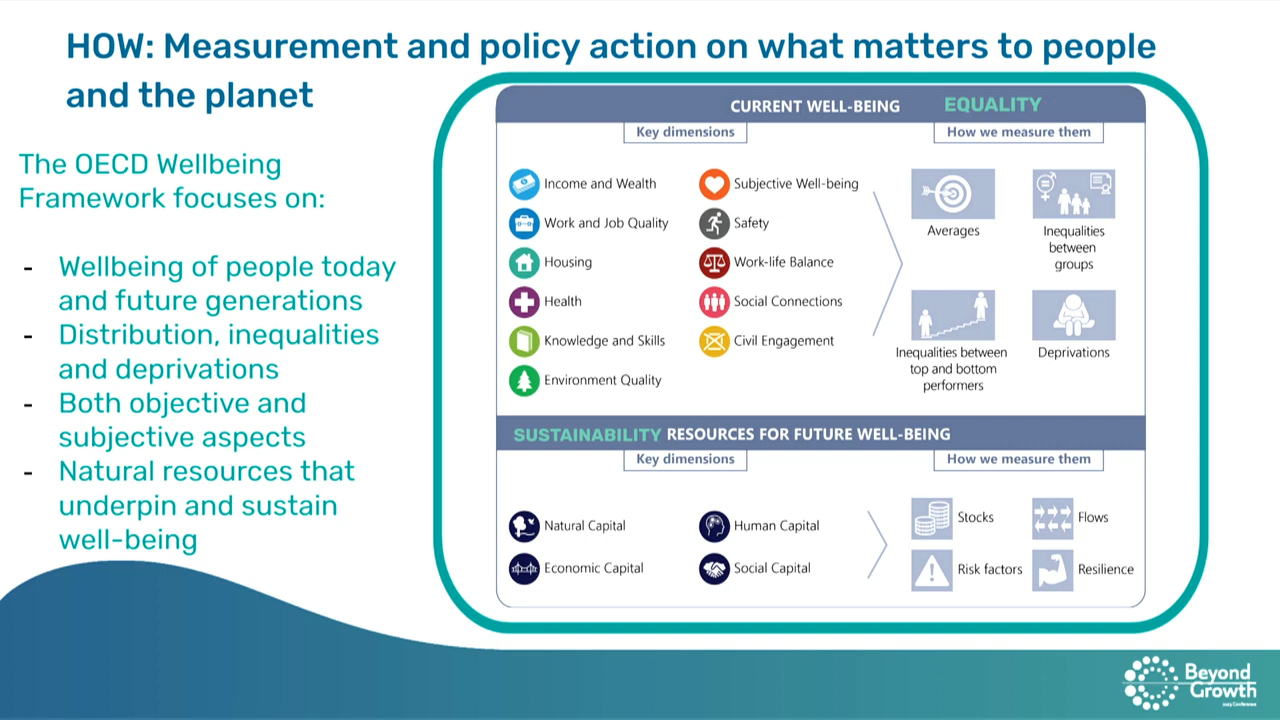 HOW: Measurement and policy action on what matters to people
and the planet
The OECD Wellbeing
Framework focuses on:
- Wellbeing of people today
and future generations
- Distribution, inequalities
and deprivations
- Both objective and
subjective aspects
- Natural resources that
underpin and sustain
well-being
CURRENT WELL-BEING EQUALITY
Key dimensions
How we measure them
Income and Wealth
Work and Job Quality
Housing
Health
Knowledge and Skills
Environment Quality
Subjective Well-being
Safety
Work-life Balance
Social Connections
Civil Engagement
Averages
Inequalities
between
groups
Inequalities between
top and bottom
performers
Deprivations
SUSTAINABILITY RESOURCES FOR FUTURE WELL-BEING
Key dimensions
How we measure them
Natural Capital
Economic Capital
Human Capital
Social Capital
Stocks
Flows
Risk factors
Resilience
Beyond
Growth
2023 Conference